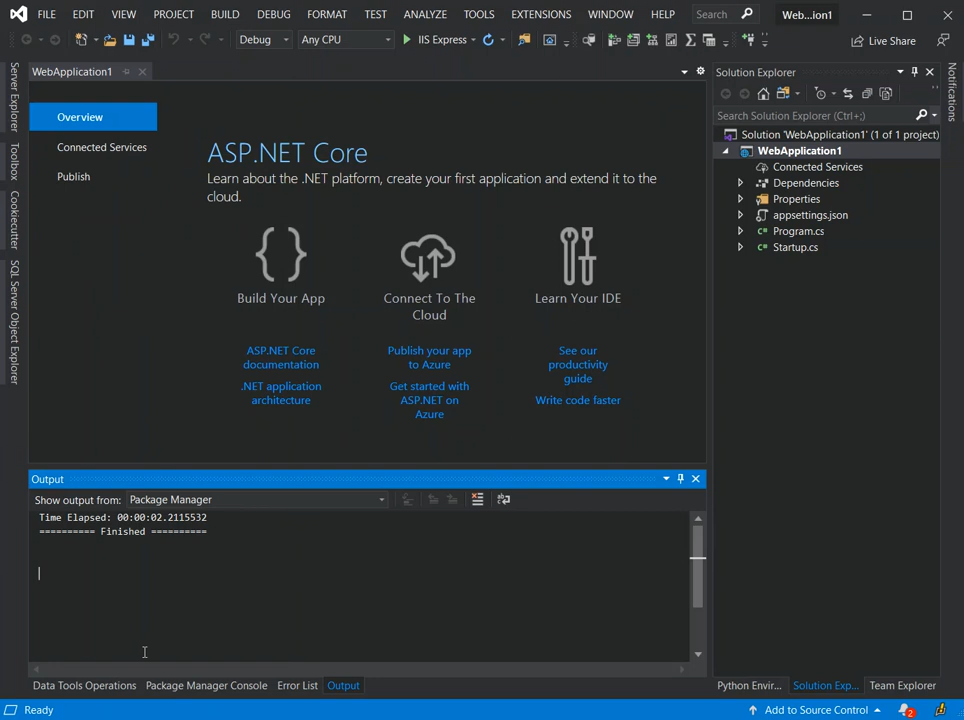 FILE EDIT VIEW PROJECT BUILD DEBUG FORMAT TEST ANALYZE TOOLS EXTENSIONS WINDOW HELP Search Web...ion1
Debug Any CPU IIS Express Live Share
Server Explorer
Toolbox
Cookiecutter
SQL Server Object Explorer
WebApplication1
Overview
Connected Services
Publish
ASP.NET Core
Learn about the .NET platform, create your first application and extend it to the
cloud.
Build Your App
ASP.NET Core
documentation
.NET application
architecture
Connect To The
Cloud
Publish your app
to Azure
Get started with
ASP.NET on
Azure
Learn Your IDE
See our
productivity
guide
Write code faster
Output
Show output from: Package Manager
Time Elapsed: 00:00:02.2115532
========== Finished ==========
Data Tools Operations Package Manager Console Error List Output
Solution Explorer
Search Solution Explorer (Ctrl+;)
Solution 'WebApplication1' (1 of 1 project)
WebApplication1
Connected Services
Dependencies
Properties
appsettings.json
C# Program.cs
C# Startup.cs
Python Envir... Solution Exp... Team Explorer
Notifications
Ready
Add to Source Control 2